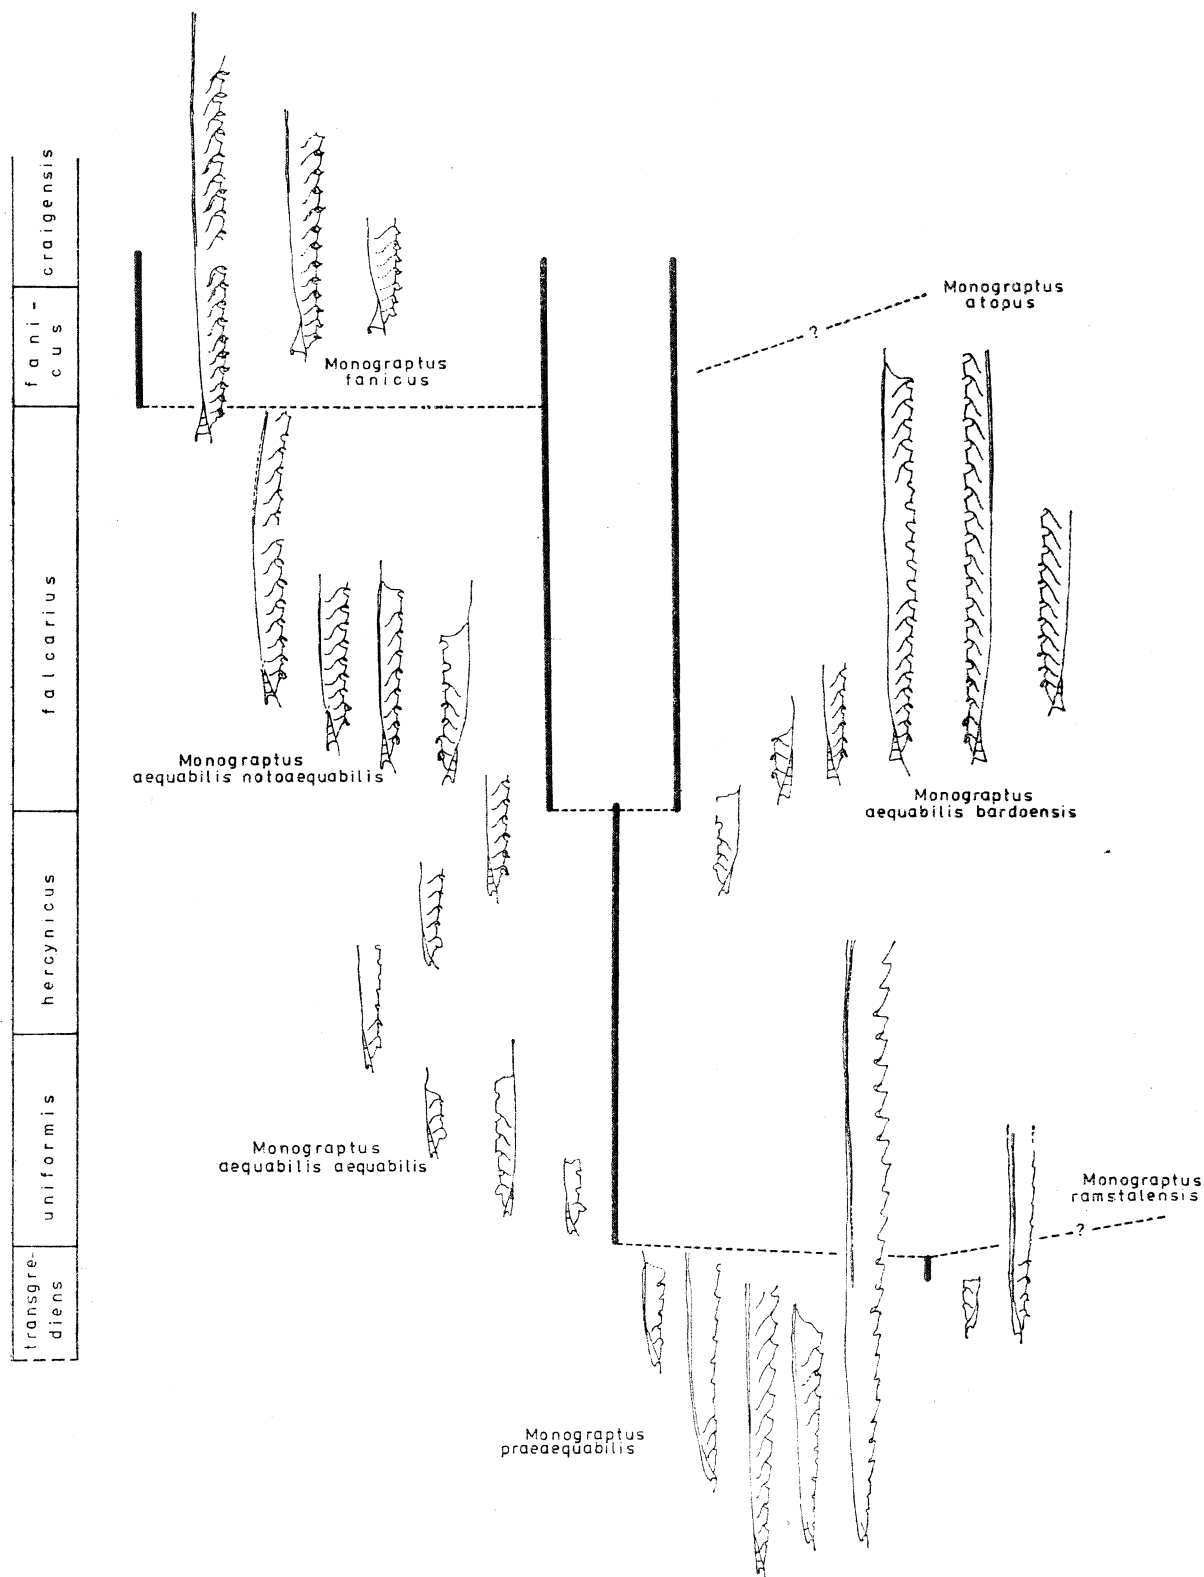 craigensis
fani-
cus
falcarius
hercynicus
uniformis
transgre-
diens
Monograptus
fanicus
Monograptus
atopus
?
Monograptus
aequabilis notoaequabilis
Monograptus
aequabilis bardoensis
Monograptus
aequabilis aequabilis
Monograptus
ramstalensis
?
Monograptus
praeaequabilis